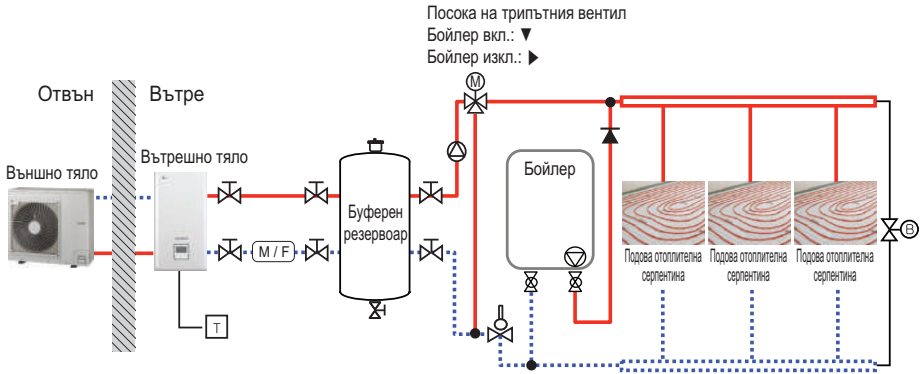 Посока на трипътния вентил
Бойлер вкл.: ▼
Бойлер изкл.: ▶
M
Отвън
Вътре
Външно тяло
Вътрешно тяло
Бойлер
Буферен
резервоар
M / F
T
B
Подова отоплителна
серпентина
Подова отоплителна
серпентина
Подова отоплителна
серпентина